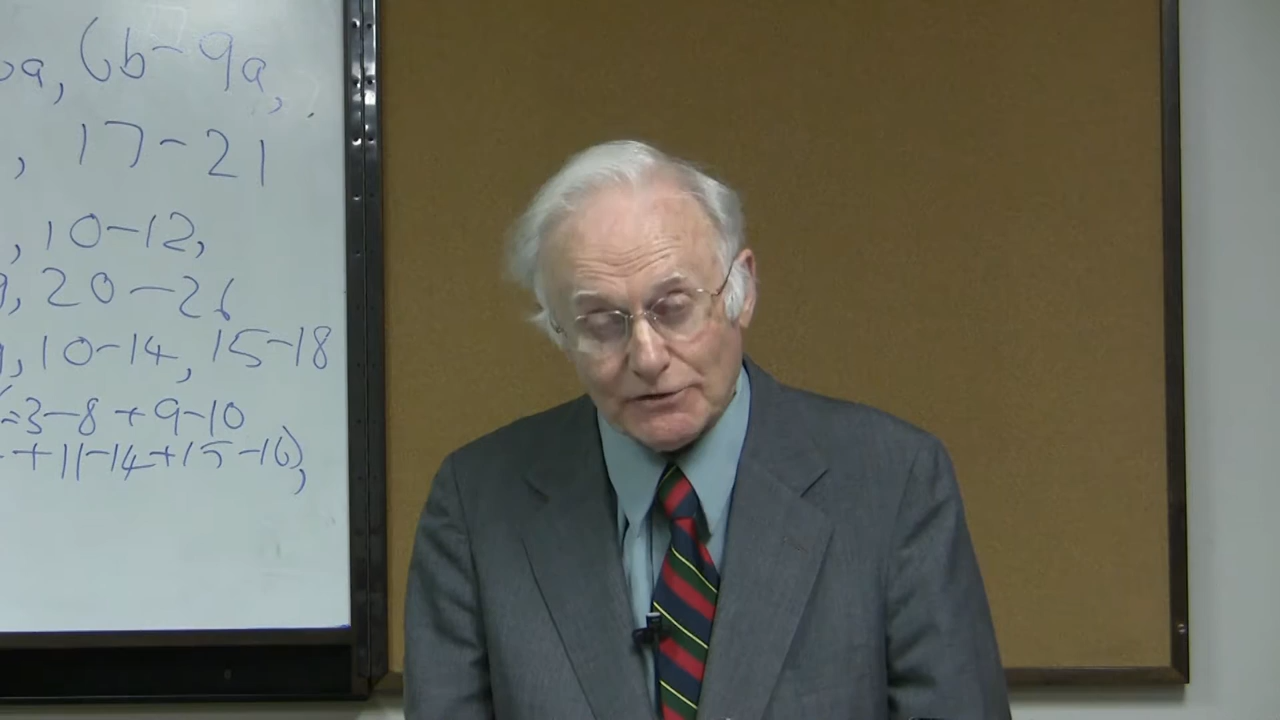 a, 6b-9a,
, 17-21
, 10-12,
, 20-26
, 10-14, 15-18
=3-8 + 9-10
+11-14+15-16),